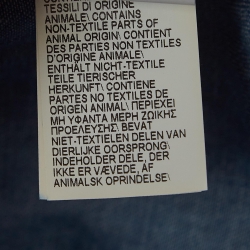 TESSILI DI ORIGINE
ANIMALE\ CONTAINS
NON-TEXTILE PARTS OF
ANIMAL ORIGIN\ CONTIENT
DES PARTIES NON TEXTILES
D'ORIGINE ANIMALE\
ENTHÄLT NICHT-TEXTILE
TEILE TIERISCHER
HERKUNFT\ CONTIENE
PARTES NO TEXTILES DE
ORIGEN ANIMAL\ ΠΕΡΙΕΧΕΙ
ΜΗ ΥΦΑΝΤΑ ΜΕΡΗ ΖΩΙΚΗΣ
ΠΡΟΕΛΕΥΣΗΣ\ BEVAT
NIET-TEXTIELEN DELEN VAN
DIERLIJKE OORSPRONG\
INDEHOLDER DELE, DER
IKKE ER VÆVEDE, AF
ANIMALSK OPRINDELSE\